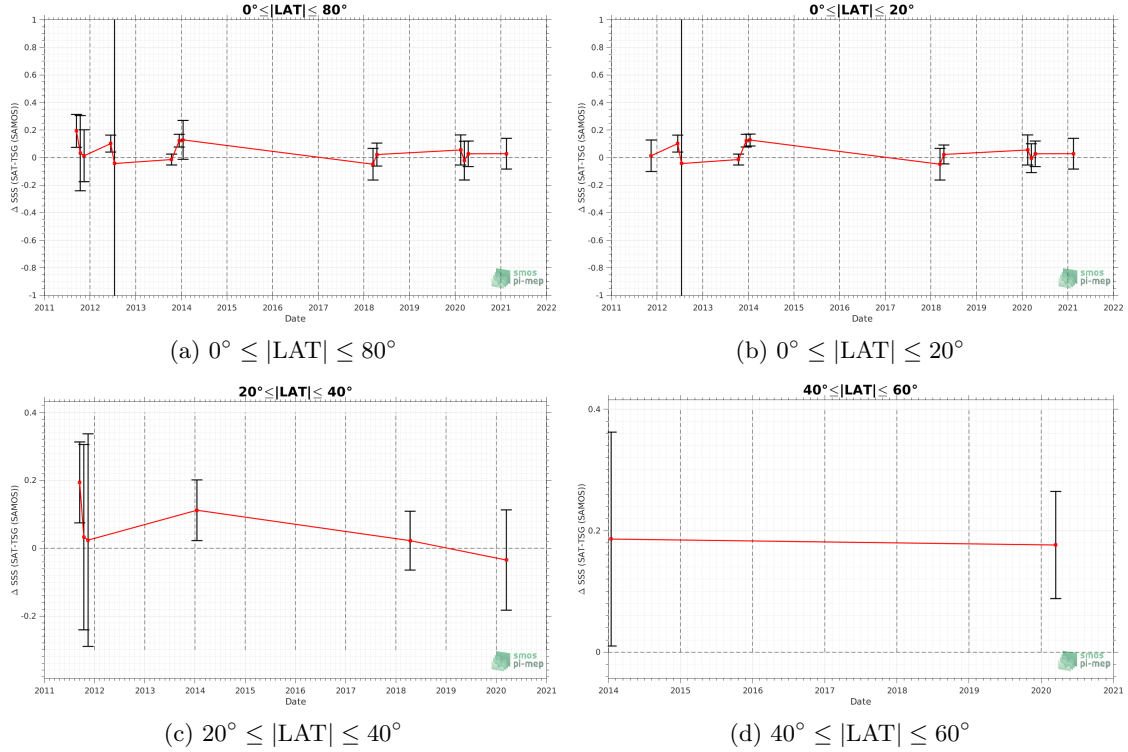 0°≤|LAT|≤ 80°
Δ SSS (SAT-TSG (SAMOS))
1
0.8
0.6
0.4
0.2
0
-0.2
-0.4
-0.6
-0.8
-1
2011 2012 2013 2014 2015 2016 2017 2018 2019 2020 2021 2022
Date
smos
pi-mep
(a) 0° ≤ |LAT| ≤ 80°
0°≤|LAT|≤ 20°
Δ SSS (SAT-TSG (SAMOS))
1
0.8
0.6
0.4
0.2
0
-0.2
-0.4
-0.6
-0.8
-1
2011 2012 2013 2014 2015 2016 2017 2018 2019 2020 2021 2022
Date
smos
pi-mep
(b) 0° ≤ |LAT| ≤ 20°
20°≤|LAT|≤ 40°
Δ SSS (SAT-TSG (SAMOS))
0.4
0.2
0
-0.2
2011 2012 2013 2014 2015 2016 2017 2018 2019 2020 2021
Date
smos
pi-mep
(c) 20° ≤ |LAT| ≤ 40°
40°≤|LAT|≤ 60°
Δ SSS (SAT-TSG (SAMOS))
0.4
0.2
0
2014 2015 2016 2017 2018 2019 2020 2021
Date
smos
pi-mep
(d) 40° ≤ |LAT| ≤ 60°